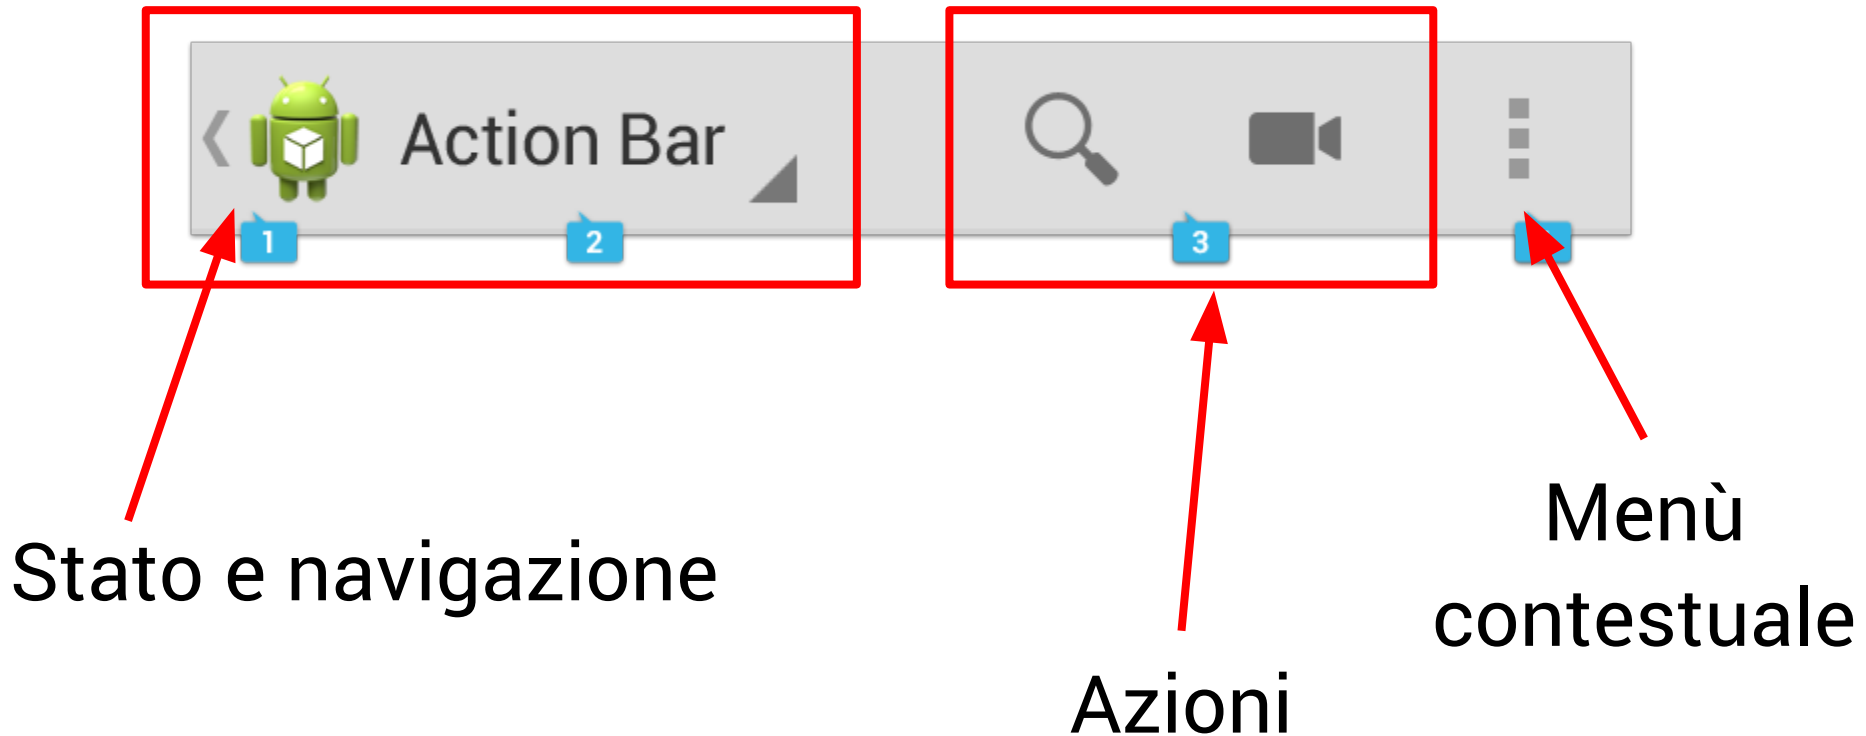 Action Bar
1
2
3
Stato e navigazione
Azioni
Menù
contestuale